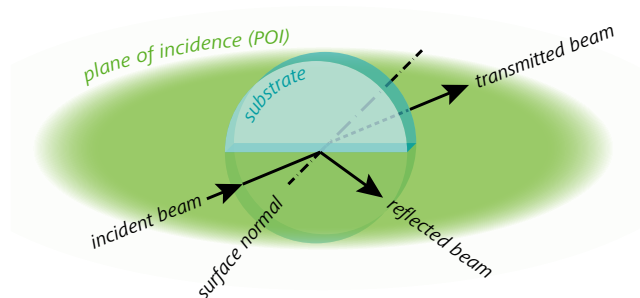 plane of incidence (POI)
substrate
transmitted beam
incident beam
surface normal
reflected beam